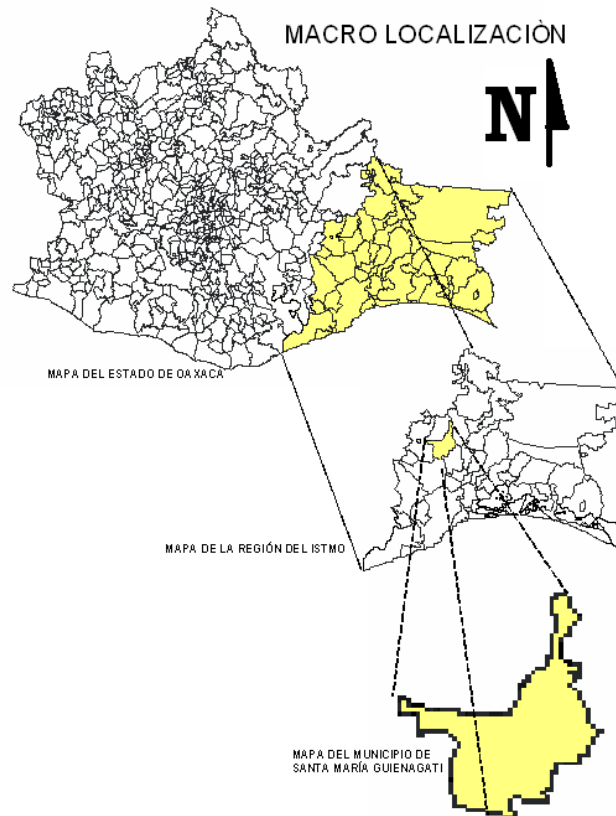 MACRO LOCALIZACIÒN
N
MAPA DEL ESTADO DE OAXACA
MAPA DE LA REGIÓN DEL ISTMO
MAPA DEL MUNICIPIO DE
SANTA MARÍA GUIENAGATI